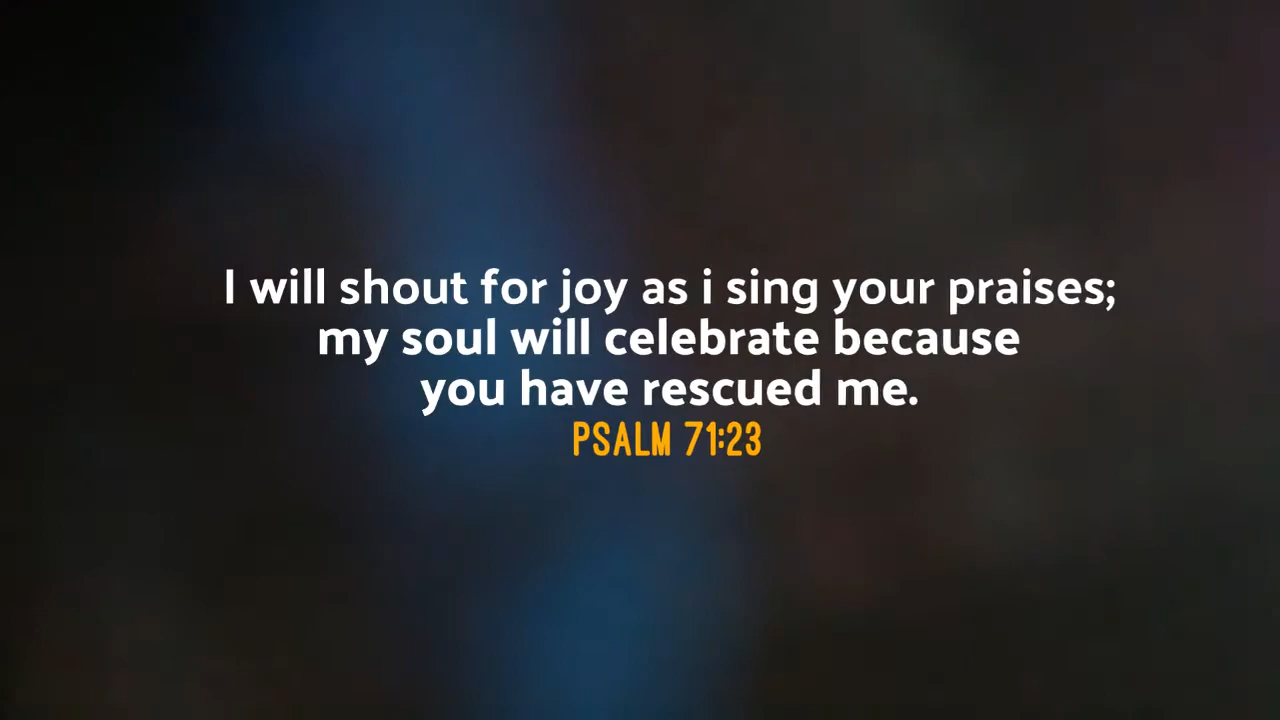 I will shout for joy as i sing your praises;
my soul will celebrate because
you have rescued me.
PSALM 71:23